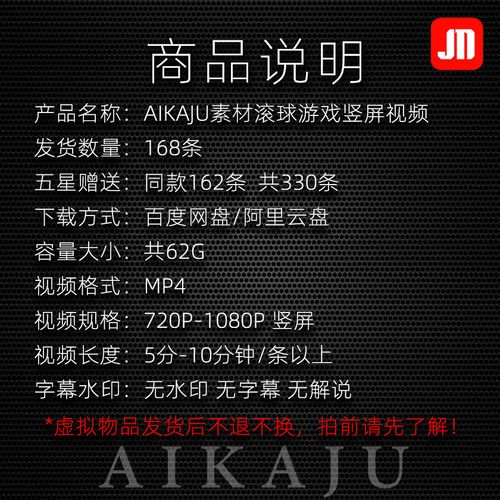 商品说明
JM
产品名称：AIKAJU素材滚球游戏竖屏视频
发货数量：168条
五星赠送：同款162条 共330条
下载方式：百度网盘/阿里云盘
容量大小：共62G
视频格式：MP4
视频规格：720P-1080P 竖屏
视频长度：5分-10分钟/条以上
字幕水印：无水印 无字幕 无解说
*虚拟物品发货后不退不换，拍前请先了解！
AIKAJU